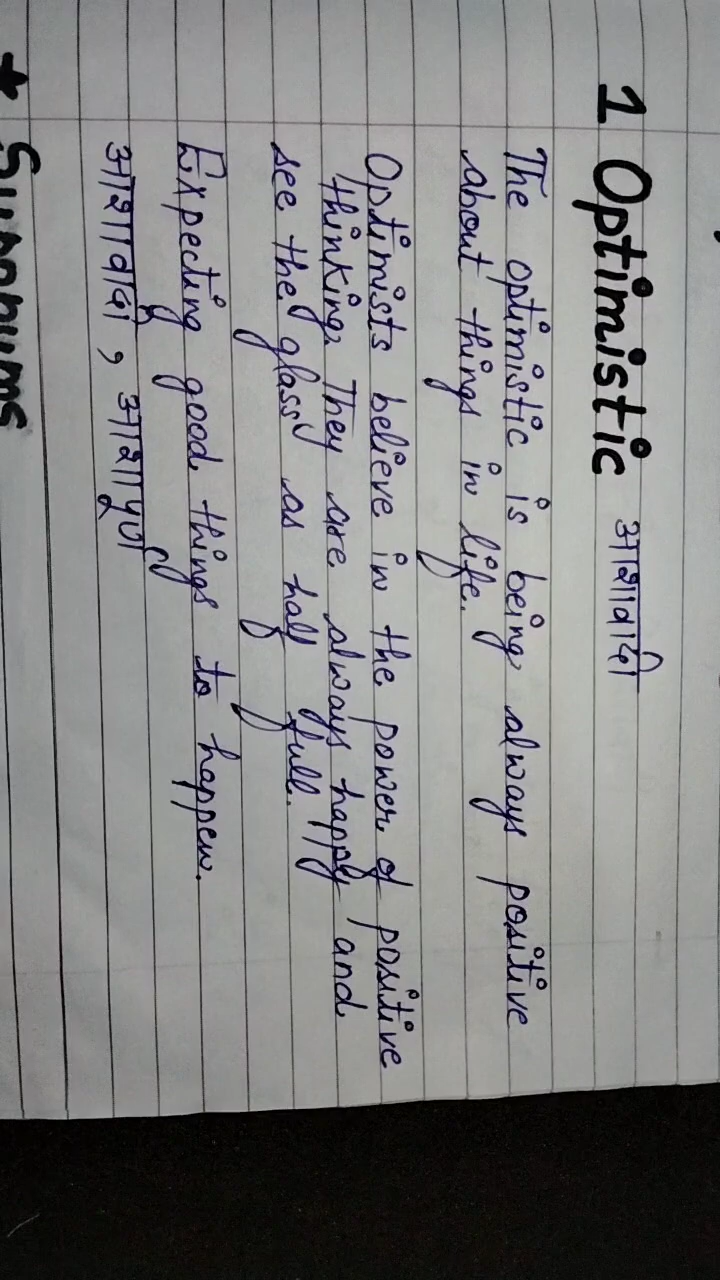 1 Optimistic आशावादी
The optimistic is being always positive
about things in life.
Optimists believe in the power of positive
thinking. They are always happy and
see the glass as half full.
Expecting good things to happen.
आशावादी, आशापूर्ण
★ Synonyms